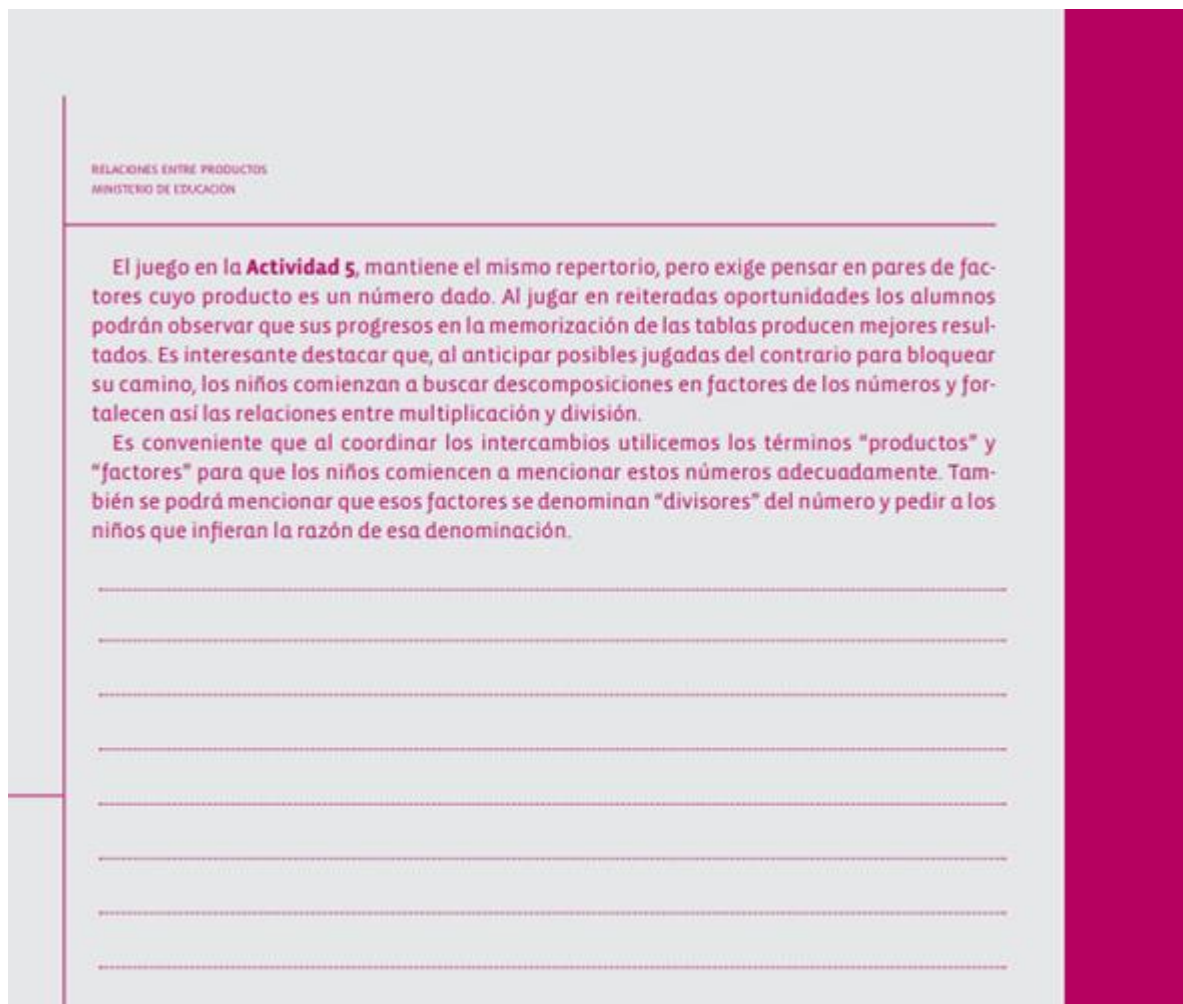 RELACIONES ENTRE PRODUCTOS
MINISTERIO DE EDUCACIÓN
El juego en la Actividad 5, mantiene el mismo repertorio, pero exige pensar en pares de fac-
tores cuyo producto es un número dado. Al jugar en reiteradas oportunidades los alumnos
podrán observar que sus progresos en la memorización de las tablas producen mejores resul-
tados. Es interesante destacar que, al anticipar posibles jugadas del contrario para bloquear
su camino, los niños comienzan a buscar descomposiciones en factores de los números y for-
talecen así las relaciones entre multiplicación y división.
Es conveniente que al coordinar los intercambios utilicemos los términos "productos" y
"factores" para que los niños comiencen a mencionar estos números adecuadamente. Tam-
bién se podrá mencionar que esos factores se denominan "divisores" del número y pedir a los
niños que infieran la razón de esa denominación.